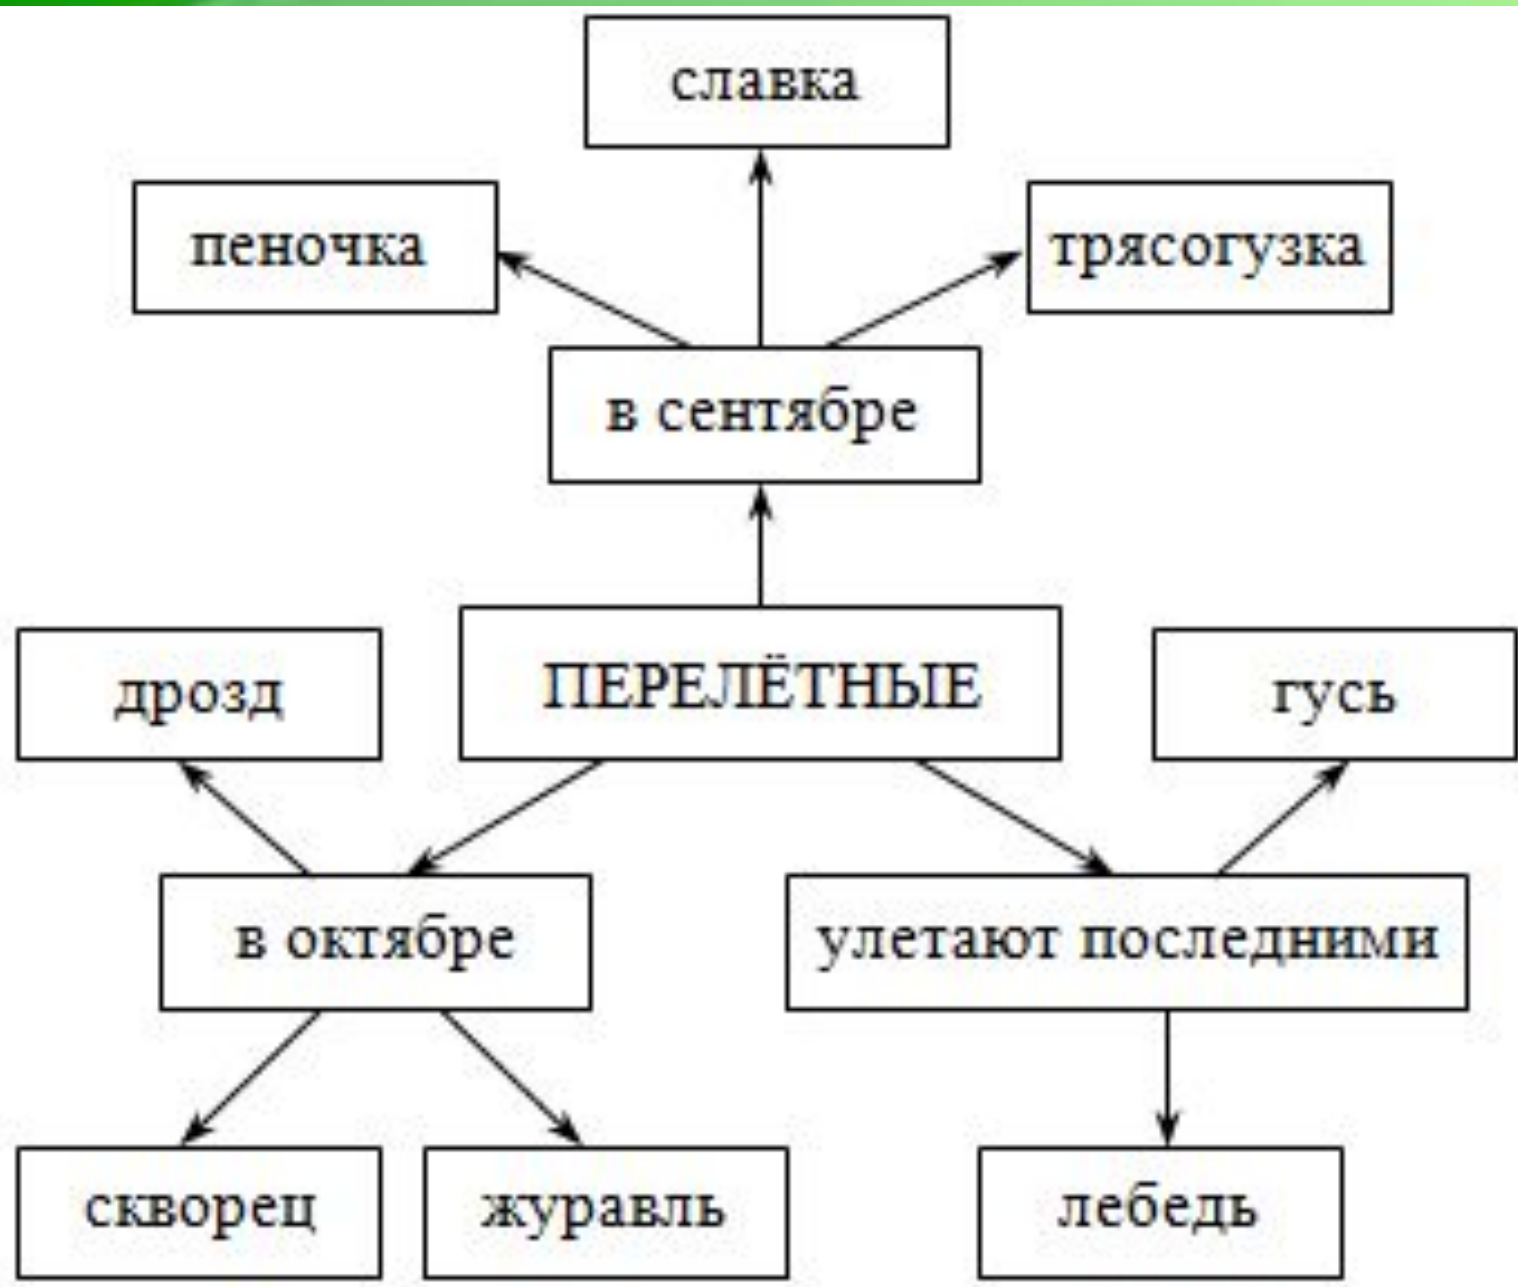 славка
пеночка
трясогузка
в сентябре
дрозд
ПЕРЕЛЁТНЫЕ
гусь
в октябре
улетают последними
скворец
журавль
лебедь